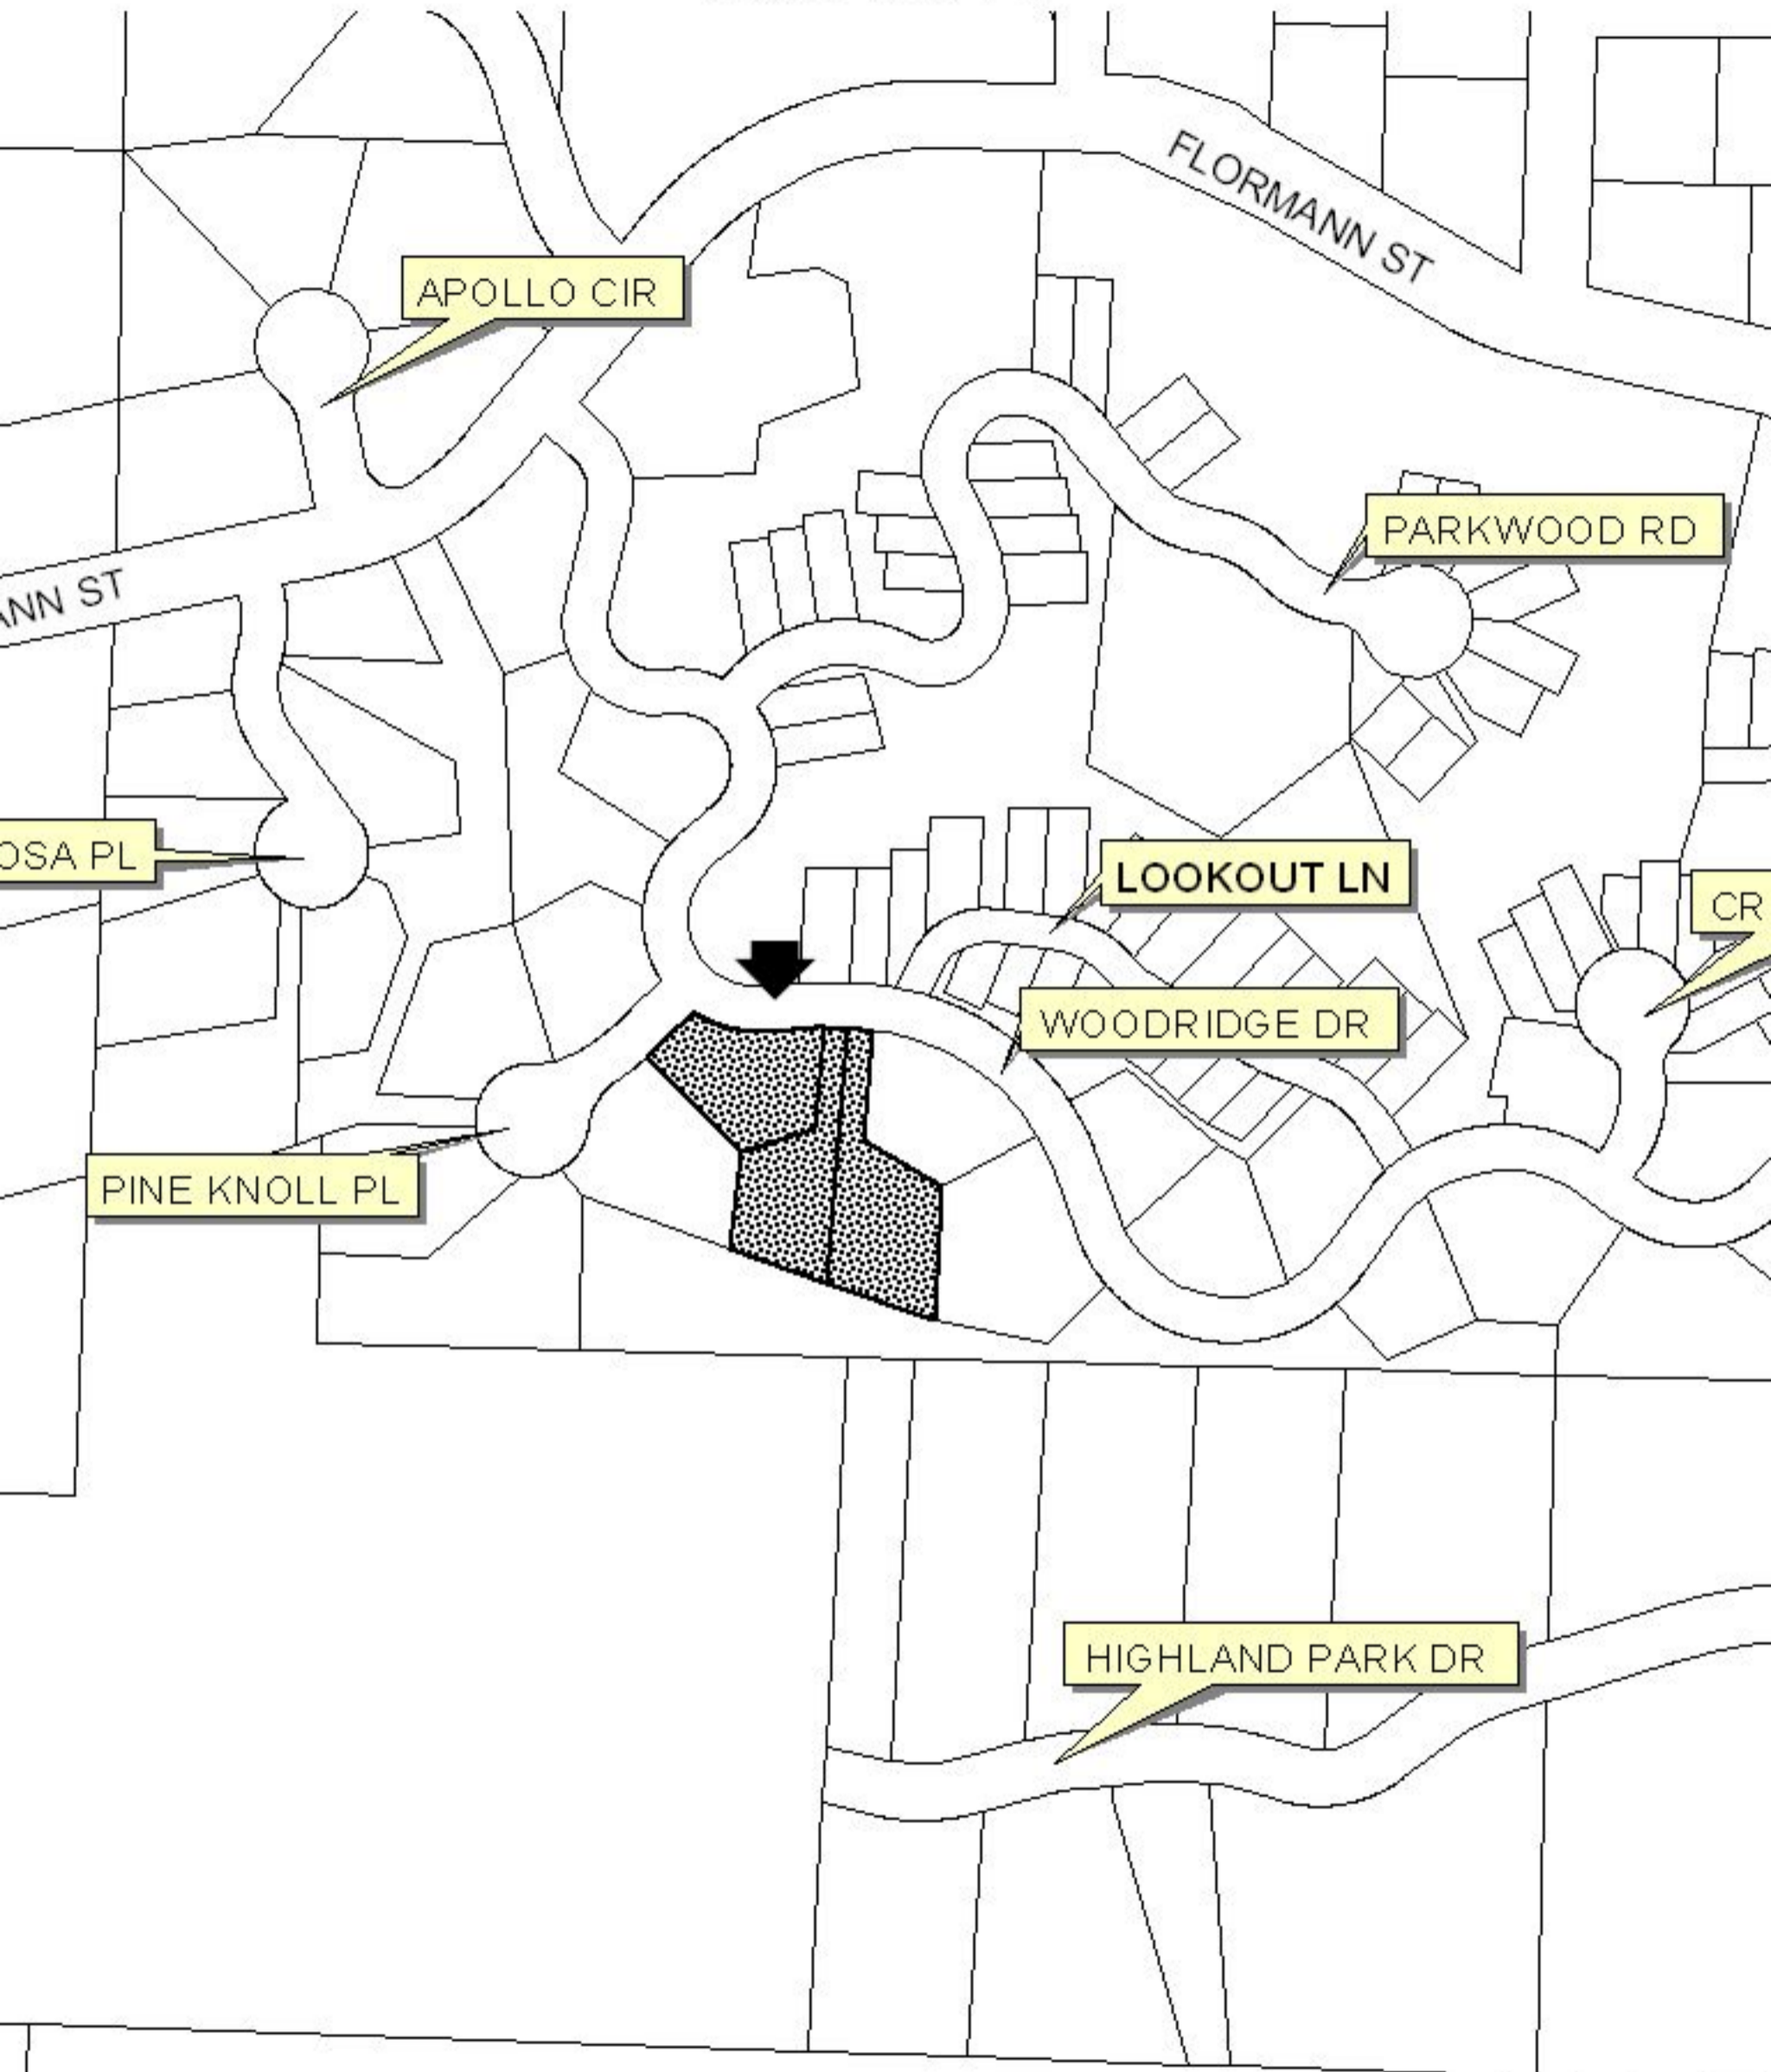 FLORMANN ST
APOLLO CIR
PARKWOOD RD
ANN ST
OSA PL
LOOKOUT LN
CR
WOODRIDGE DR
PINE KNOLL PL
HIGHLAND PARK DR